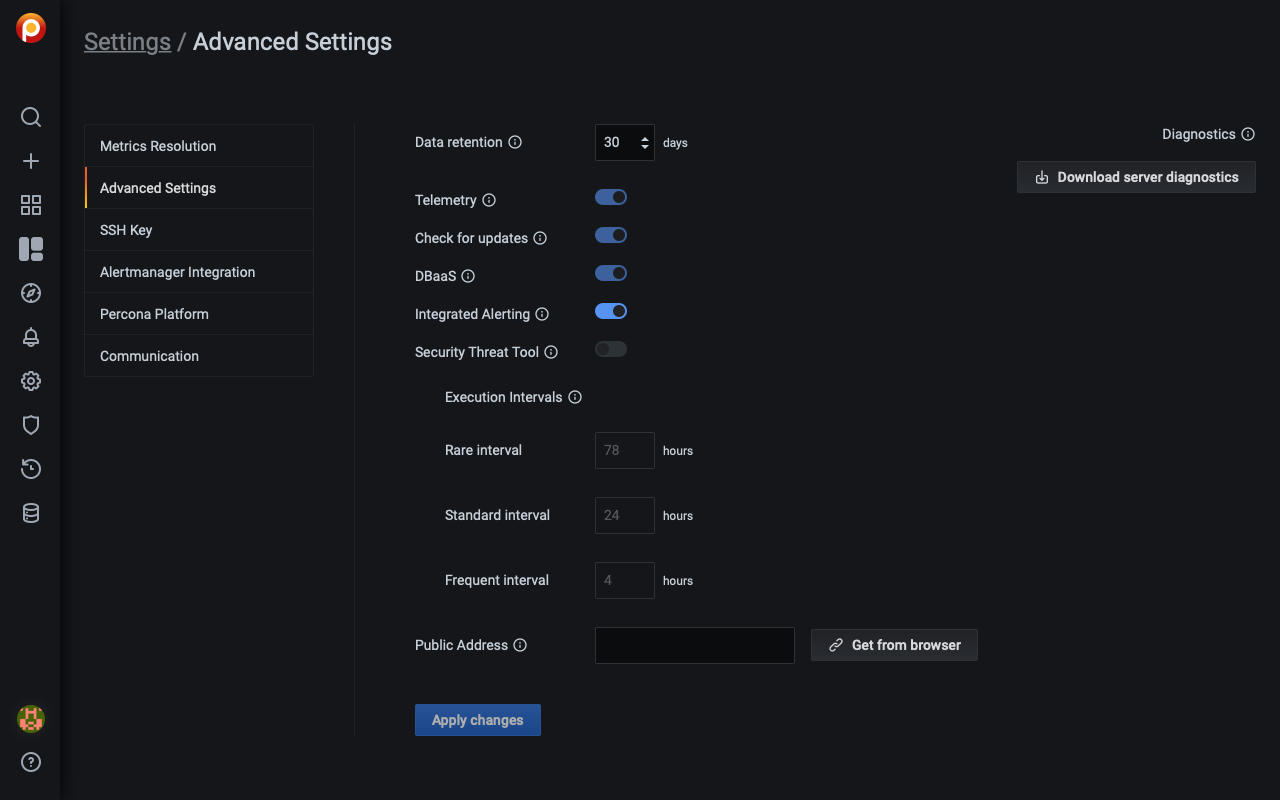 Settings / Advanced Settings
Metrics Resolution
Advanced Settings
SSH Key
Alertmanager Integration
Percona Platform
Communication
Data retention 30 days
Telemetry
Check for updates
DBaaS
Integrated Alerting
Security Threat Tool
Execution Intervals
Rare interval 78 hours
Standard interval 24 hours
Frequent interval 4 hours
Public Address Get from browser
Apply changes
Diagnostics
Download server diagnostics